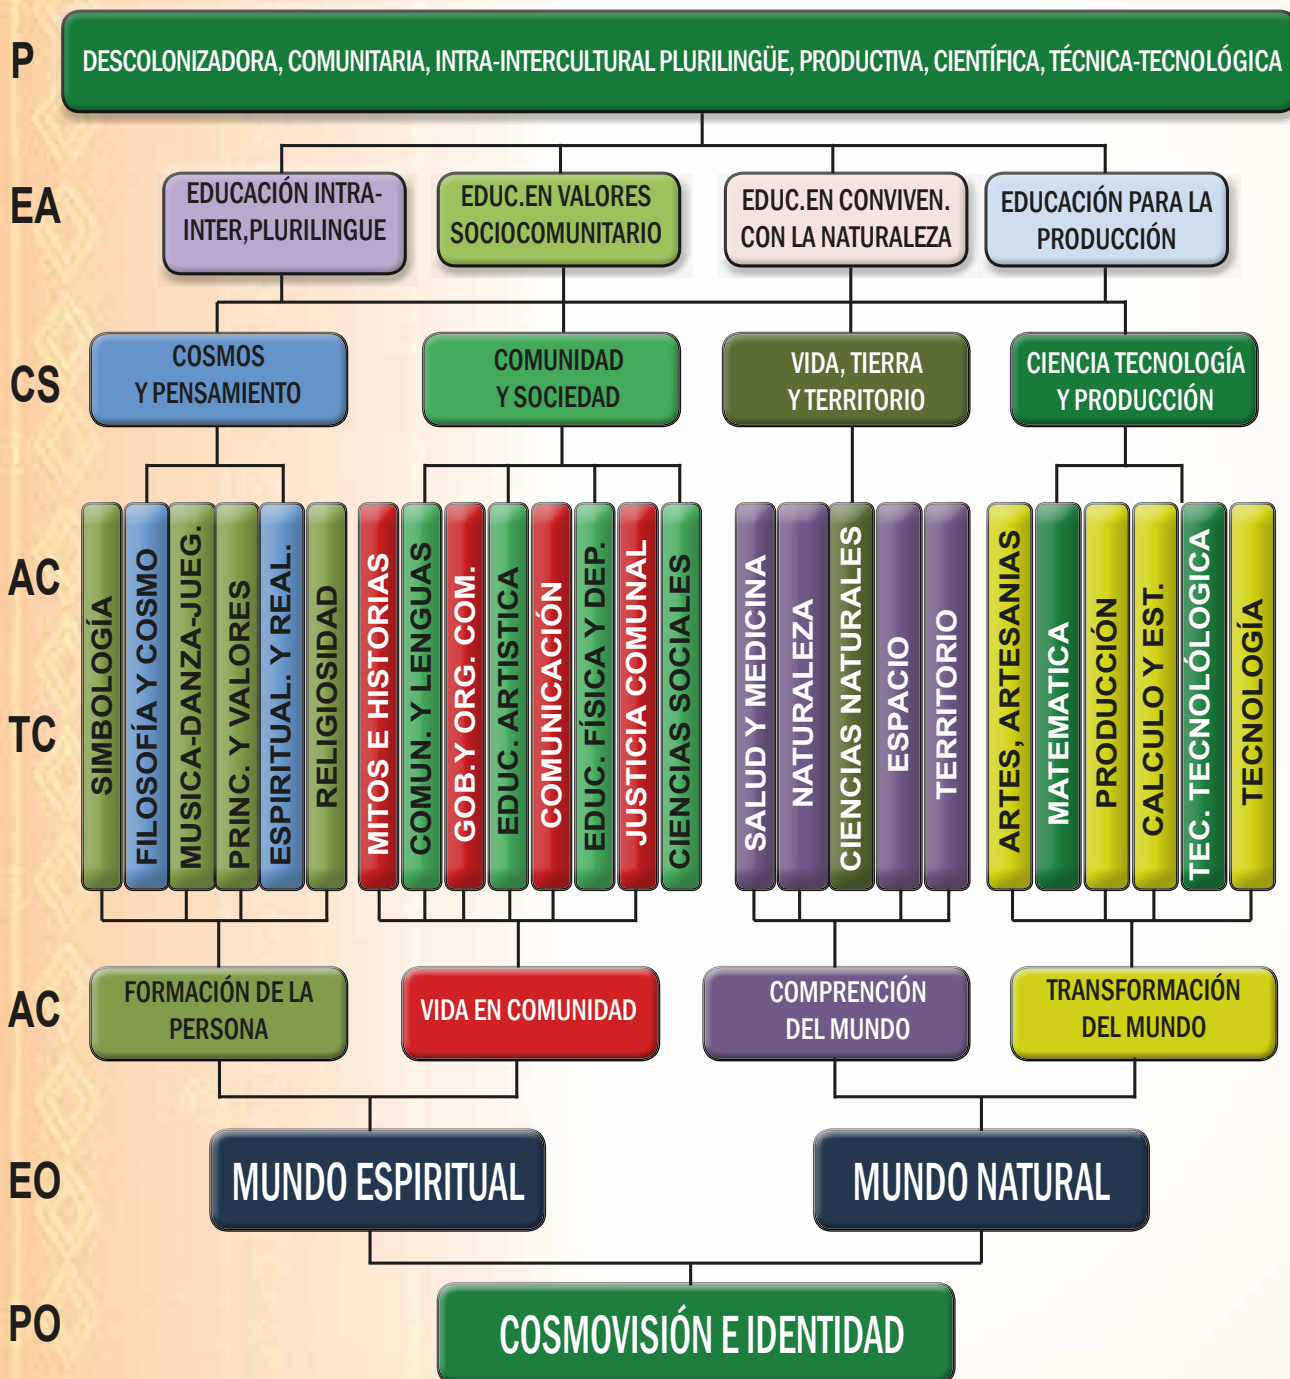 P
DESCOLONIZADORA, COMUNITARIA, INTRA-INTERCULTURAL PLURILINGÜE, PRODUCTIVA, CIENTÍFICA, TÉCNICA-TECNOLÓGICA
EA
EDUCACIÓN INTRA-
INTER,PLURILINGUE
EDUC.EN VALORES
SOCIOCOMUNITARIO
EDUC.EN CONVIVEN.
CON LA NATURALEZA
EDUCACIÓN PARA LA
PRODUCCIÓN
CS
COSMOS
Y PENSAMIENTO
COMUNIDAD
Y SOCIEDAD
VIDA, TIERRA
Y TERRITORIO
CIENCIA TECNOLOGÍA
Y PRODUCCIÓN
AC
TC
SIMBOLOGÍA
FILOSOFÍA Y COSMO
MUSICA-DANZA-JUEG.
PRINC. Y VALORES
ESPIRITUAL. Y REAL.
RELIGIOSIDAD
MITOS E HISTORIAS
COMUN. Y LENGUAS
GOB.Y ORG. COM.
EDUC. ARTISTICA
COMUNICACIÓN
EDUC. FÍSICA Y DEP.
JUSTICIA COMUNAL
CIENCIAS SOCIALES
SALUD Y MEDICINA
NATURALEZA
CIENCIAS NATURALES
ESPACIO
TERRITORIO
ARTES, ARTESANIAS
MATEMATICA
PRODUCCIÓN
CALCULO Y EST.
TEC. TECNOLÓLOGICA
TECNOLOGÍA
AC
FORMACIÓN DE LA
PERSONA
VIDA EN COMUNIDAD
COMPRENCIÓN
DEL MUNDO
TRANSFORMACIÓN
DEL MUNDO
EO
MUNDO ESPIRITUAL
MUNDO NATURAL
PO
COSMOVISIÓN E IDENTIDAD